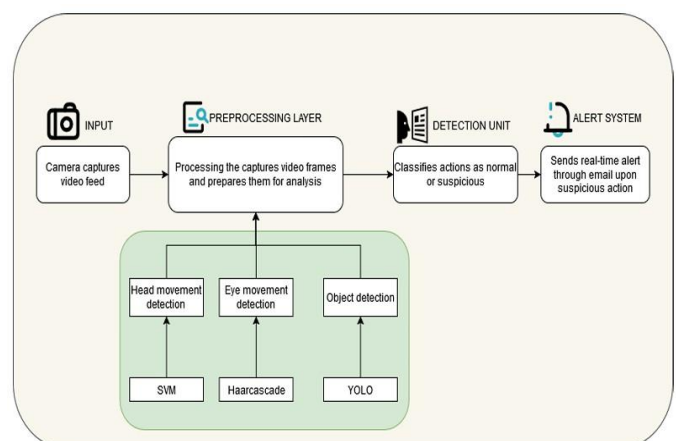 INPUT
PREPROCESSING LAYER
DETECTION UNIT
ALERT SYSTEM
Camera captures
video feed
Processing the captures video frames
and prepares them for analysis
Classifies actions as normal
or suspicious
Sends real-time alert
through email upon
suspicious action
Head movement
detection
Eye movement
detection
Object detection
SVM
Haarcascade
YOLO